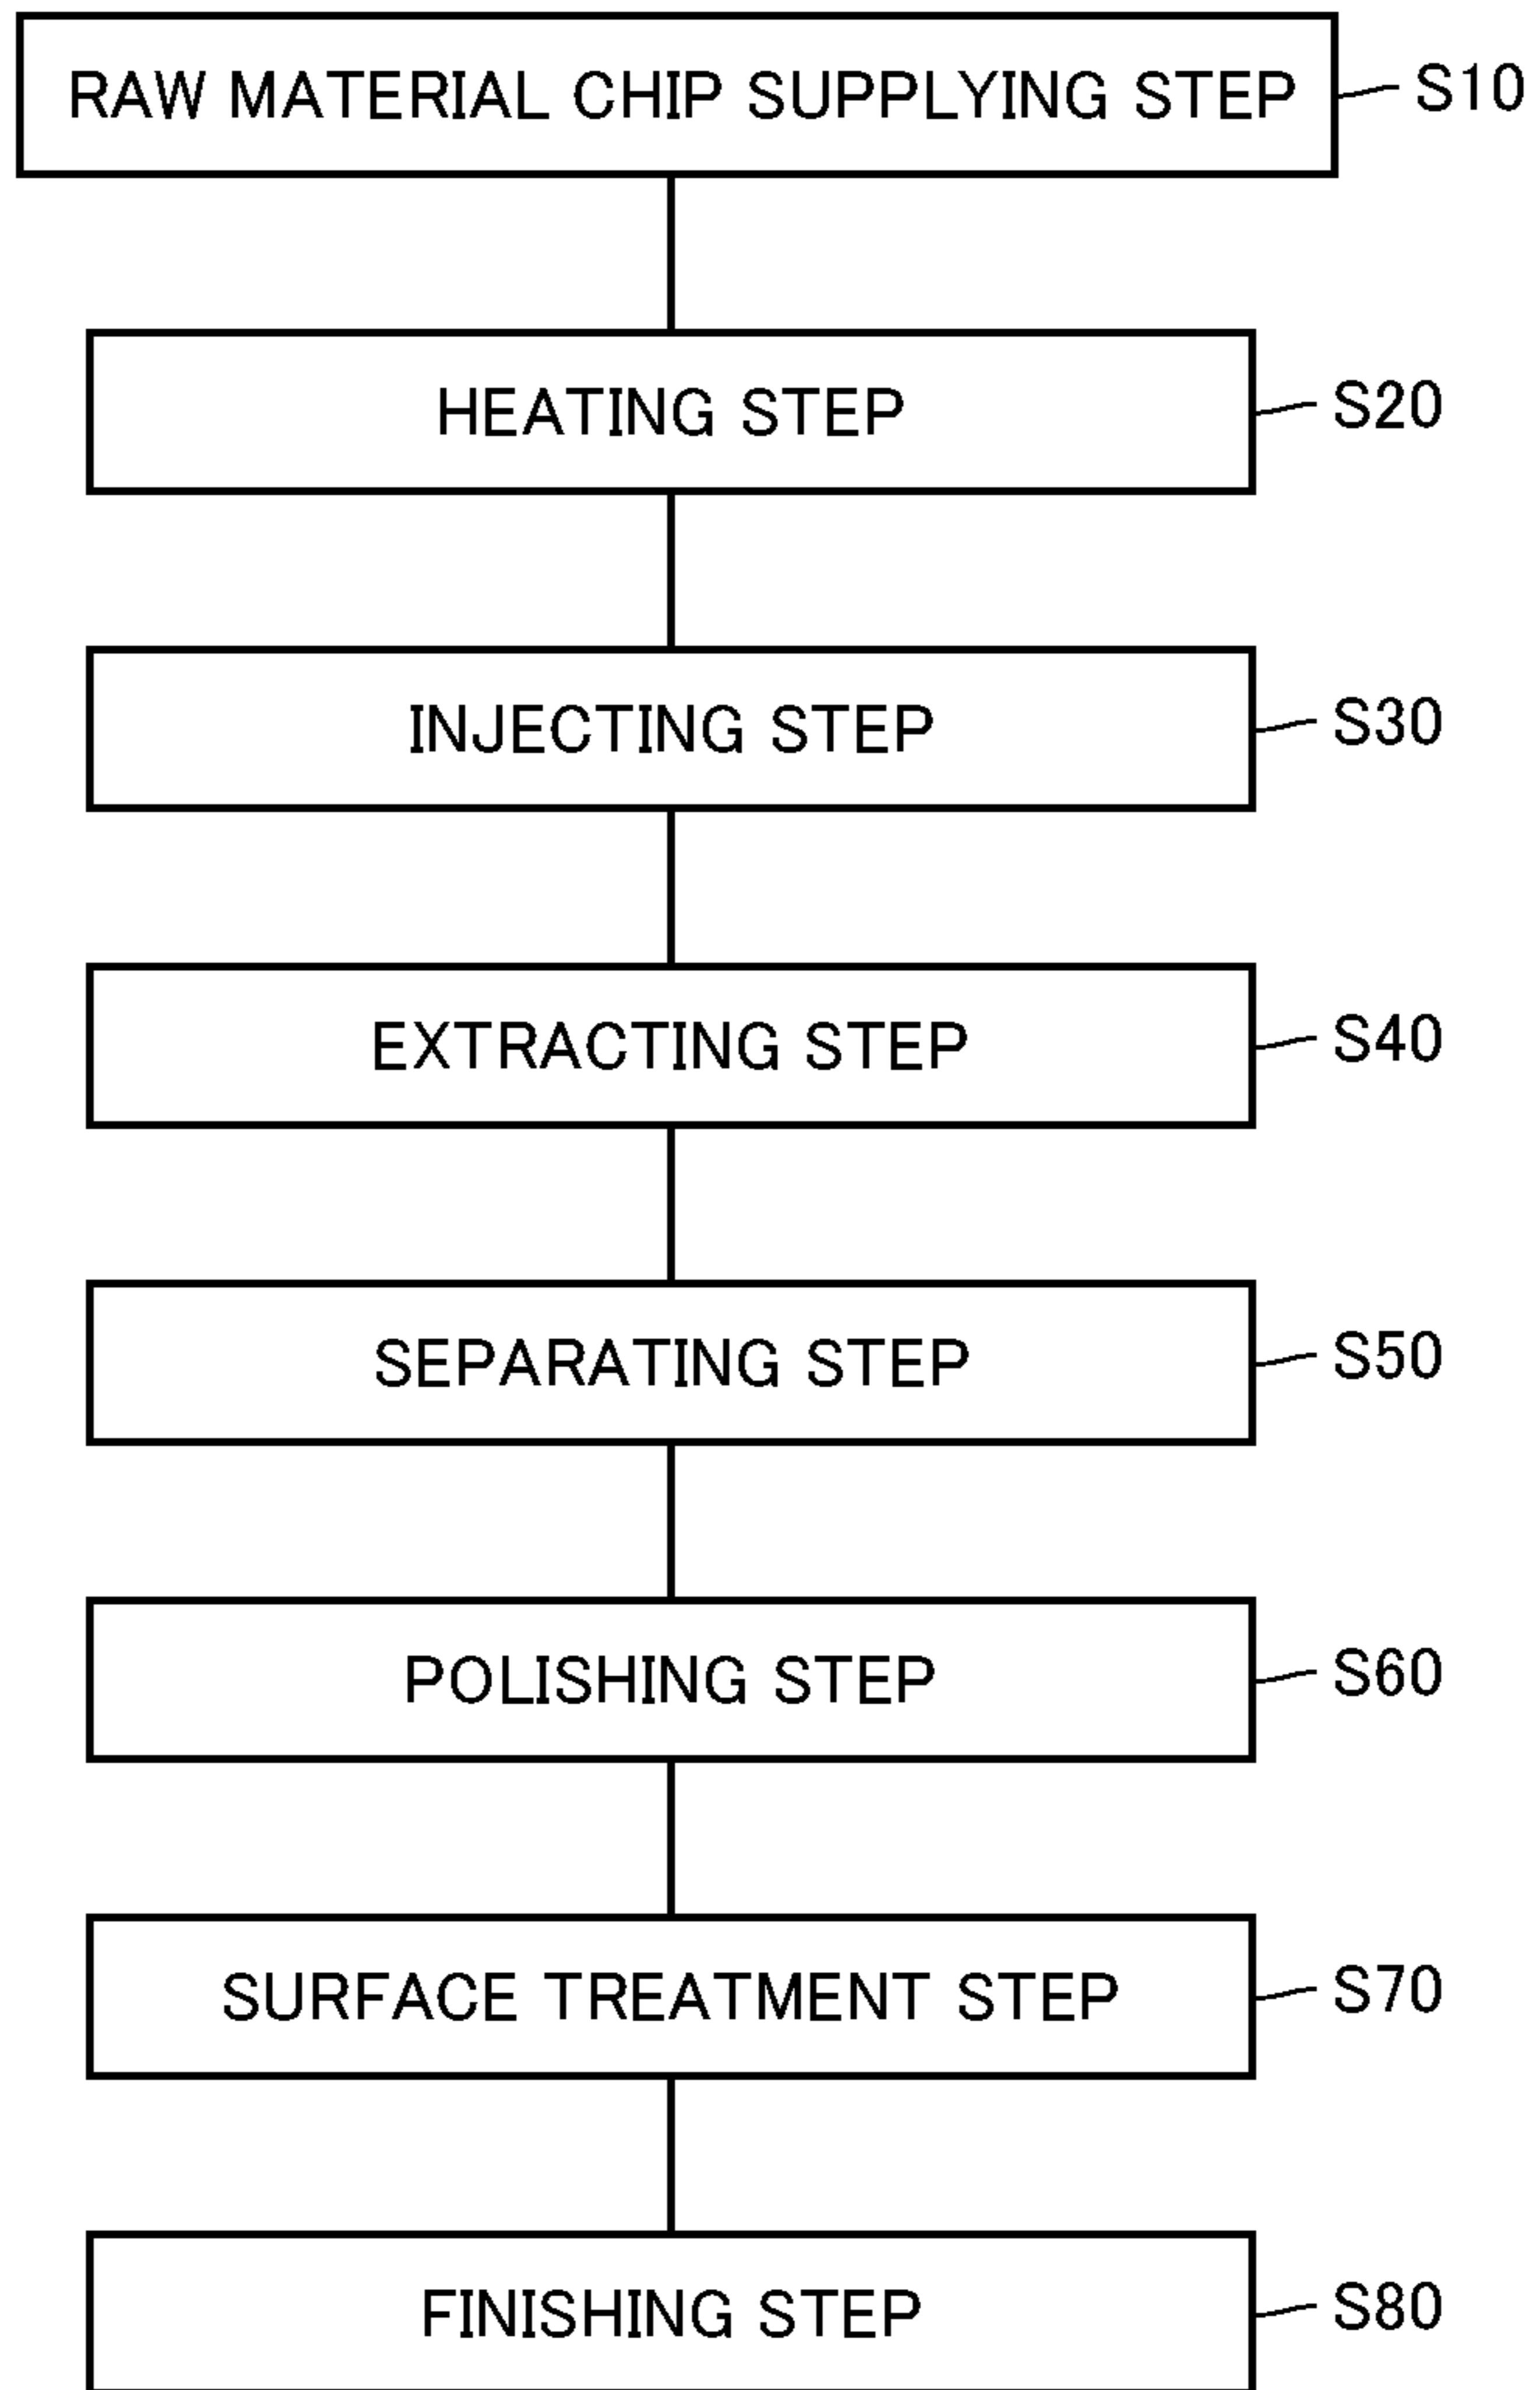 RAW MATERIAL CHIP SUPPLYING STEP S10
HEATING STEP S20
INJECTING STEP S30
EXTRACTING STEP S40
SEPARATING STEP S50
POLISHING STEP S60
SURFACE TREATMENT STEP S70
FINISHING STEP S80